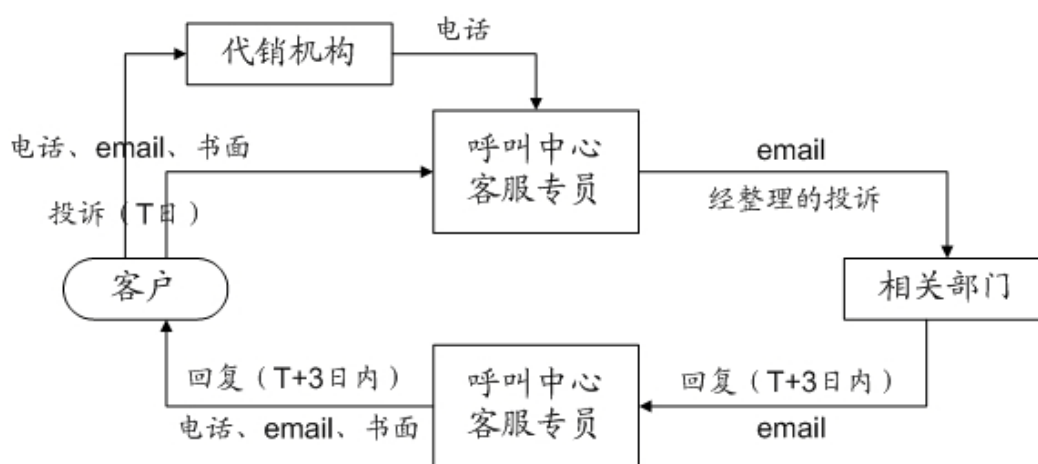 代销机构
电话
电话、email、书面
投诉（T日）
呼叫中心
客服专员
email
经整理的投诉
客户
相关部门
回复（T+3日内）
电话、email、书面
呼叫中心
客服专员
回复（T+3日内）
email